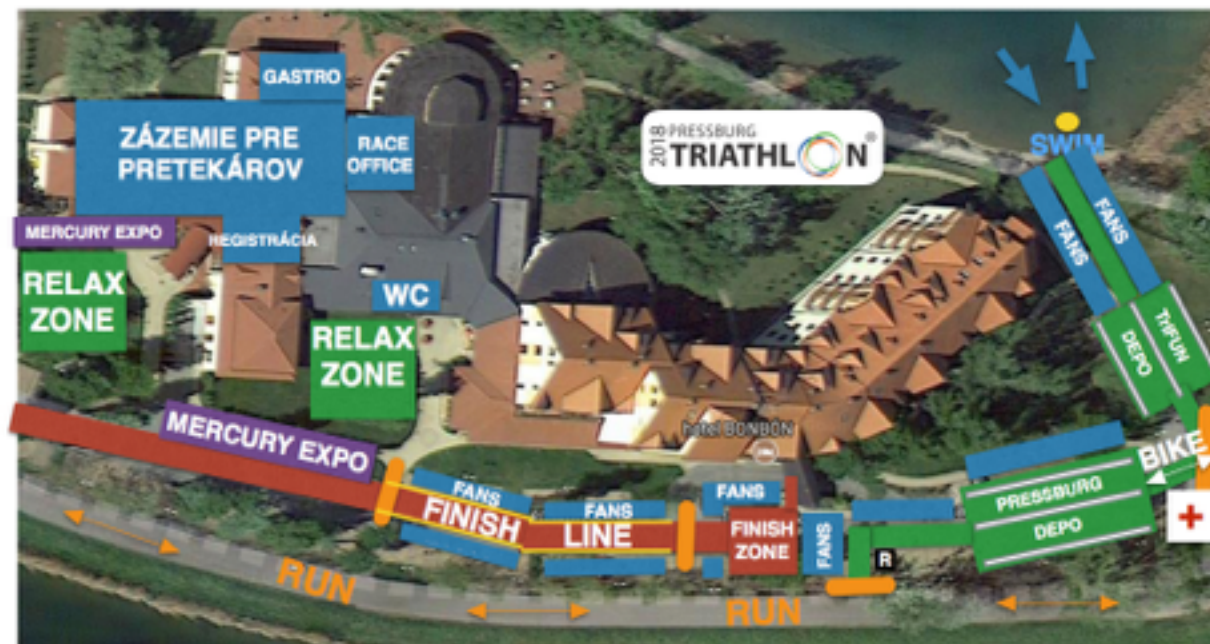 GASTRO
ZÁZEMIE PRE
PRETEKÁROV
RACE
OFFICE
2018 PRESSBURG
TRIATHLON®
SWIM
FANS
FANS
MERCURY EXPO
REGISTRÁCIA
RELAX
ZONE
WC
RELAX
ZONE
DEPO
TriFUN
MERCURY EXPO
hotel BONBON
BIKE
FANS
FINISH
FANS
LINE
FANS
FINISH
ZONE
FANS
R
PRESSBURG
DEPO
RUN
RUN